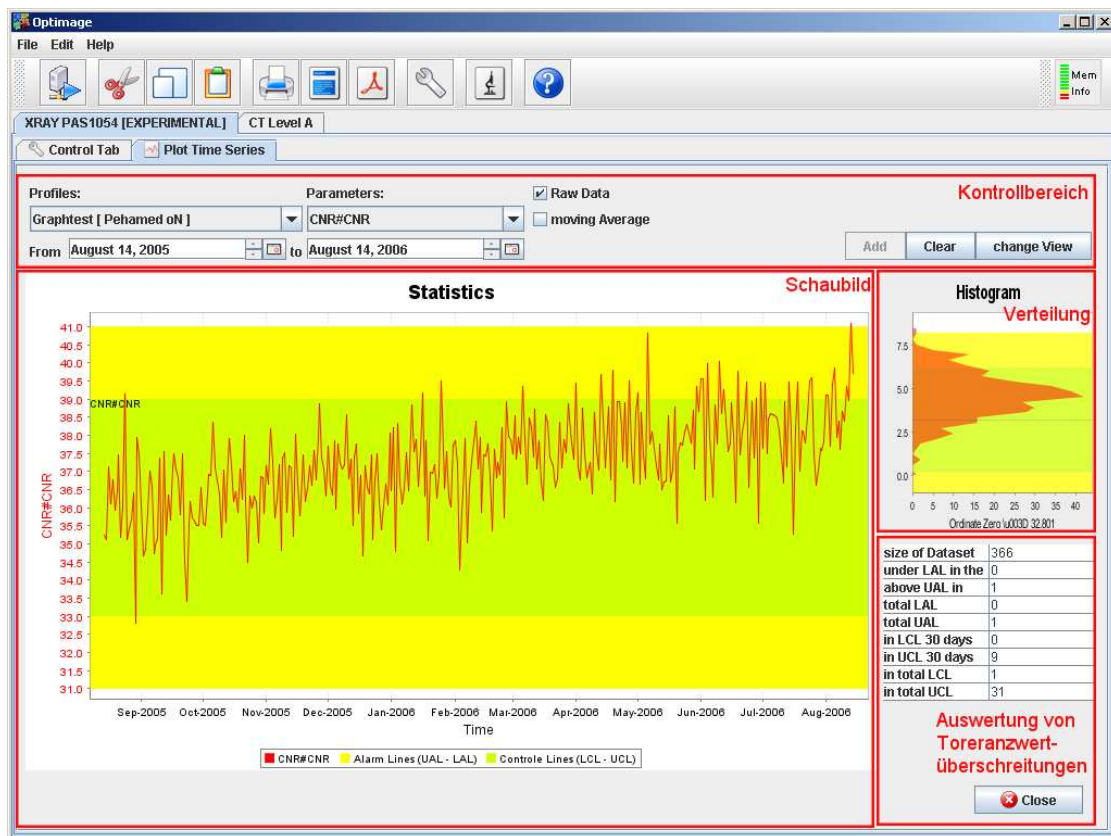 Optimage
File Edit Help
Mem
Info
XRAY PAS1054 [EXPERIMENTAL] CT Level A
Control Tab Plot Time Series
Profiles: Parameters: Raw Data Kontrollbereich
Graphtest [ Pehamed oN ] CNR#CNR moving Average
From August 14, 2005 to August 14, 2006 Add Clear change View
Schaubild
Statistics
41.0
40.5
40.0
39.5
39.0
38.5
38.0
37.5
37.0
36.5
36.0
35.5
35.0
34.5
34.0
33.5
33.0
32.5
32.0
31.5
31.0
CNR#CNR
CNR#CNR
Sep-2005 Oct-2005 Nov-2005 Dec-2005 Jan-2006 Feb-2006 Mar-2006 Apr-2006 May-2006 Jun-2006 Jul-2006 Aug-2006
Time
CNR#CNR Alarm Lines (UAL - LAL) Controle Lines (LCL - UCL)
Histogram
Verteilung
7.5
5.0
2.5
0.0
0 5 10 15 20 25 30 35 40
Ordinate Zero \u003D 32.801
size of Dataset 366
under LAL in the 0
above UAL in 1
total LAL 0
total UAL 1
in LCL 30 days 0
in UCL 30 days 9
in total LCL 1
in total UCL 31
Auswertung von
Toreranzwert-
überschreitungen
Close